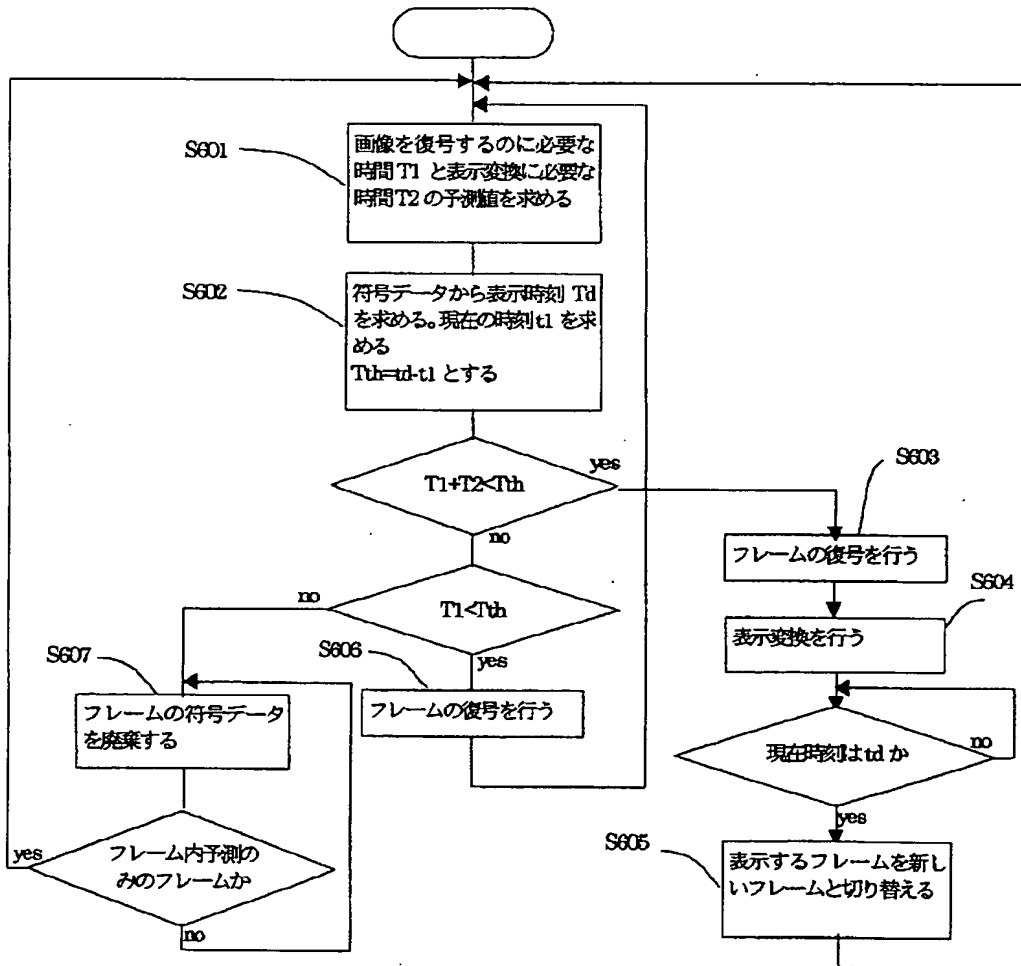 S601
画像を復号するのに必要な
時間T1 と表示変換に必要な
時間T2 の予測値を求める
S602
符号データから表示時刻 Td
を求める。現在の時刻t1 を求
める
Tth=td-t1 とする
T1+T2<Tth
yes
no
S603
フレームの復号を行う
T1<Tth
no
yes
S604
表示変換を行う
S606
フレームの復号を行う
S607
フレームの符号データ
を廃棄する
現在時刻はtd か
no
yes
フレーム内予測の
みのフレームか
yes
no
S605
表示するフレームを新し
いフレームと切り替える